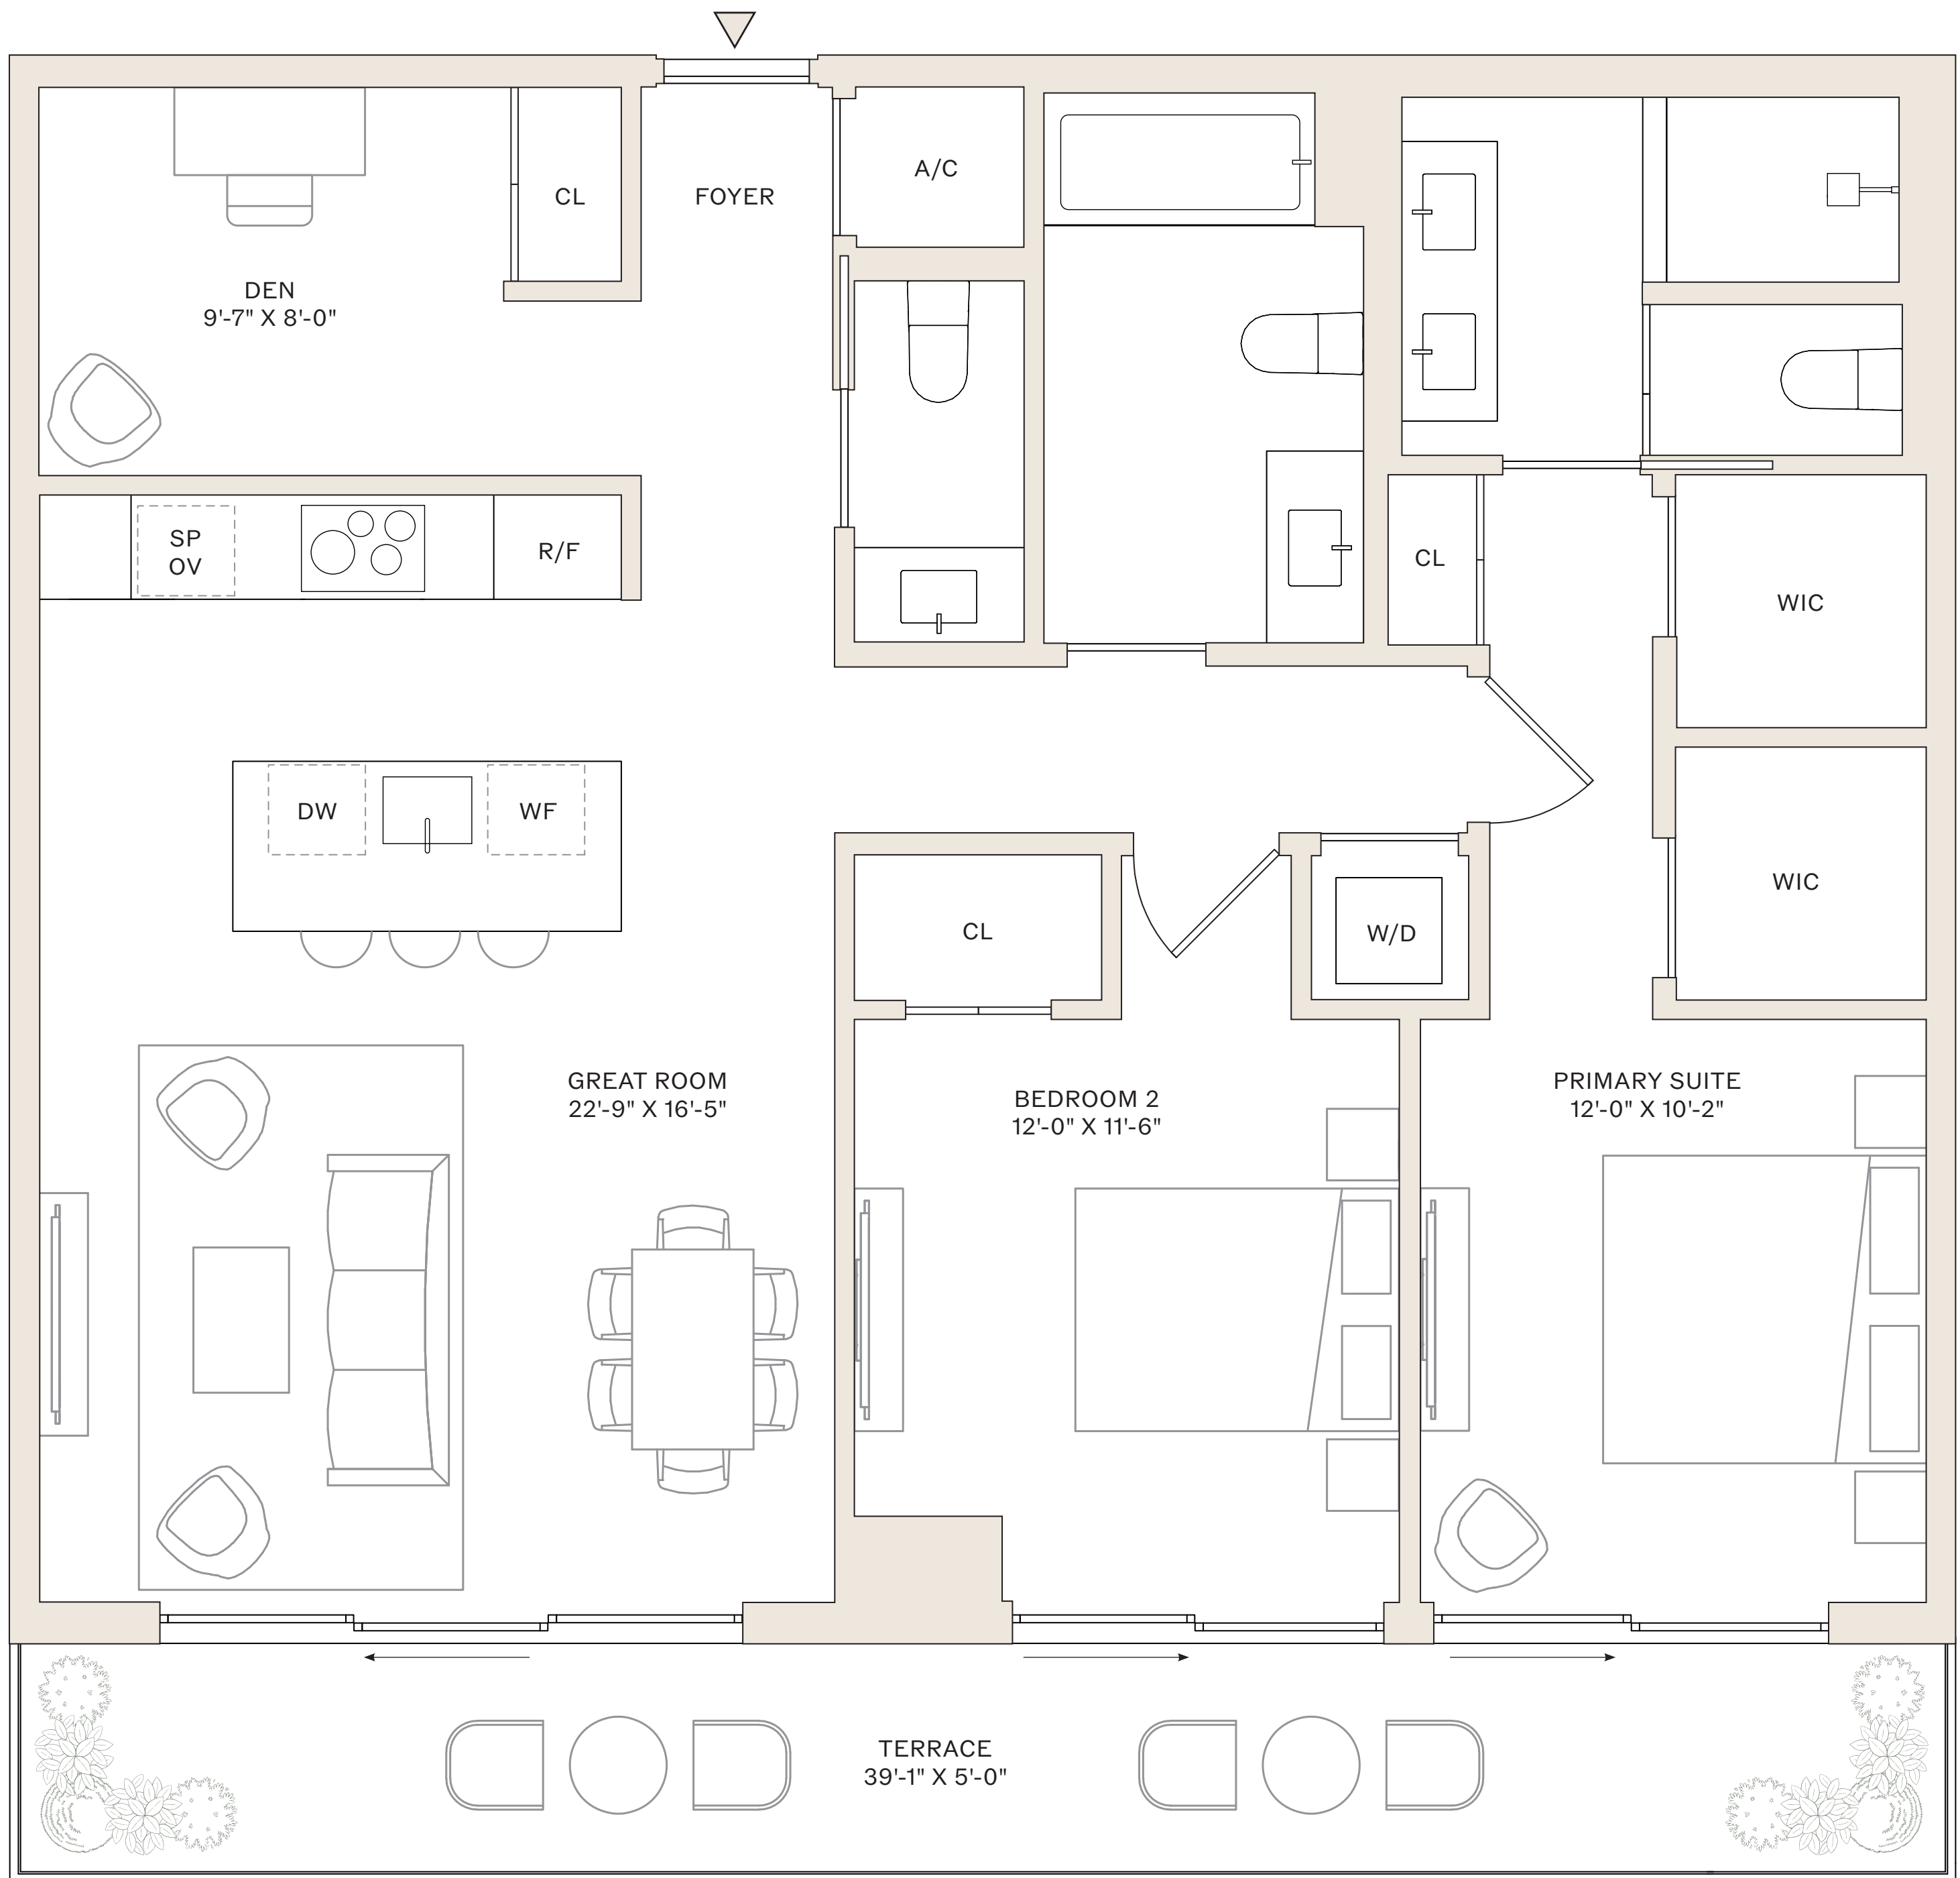 A/C
CL
FOYER
DEN
9'-7" X 8'-0"
SP
OV
R/F
CL
WIC
DW
WF
WIC
CL
W/D
GREAT ROOM
22'-9" X 16'-5"
BEDROOM 2
12'-0" X 11'-6"
PRIMARY SUITE
12'-0" X 10'-2"
TERRACE
39'-1" X 5'-0"